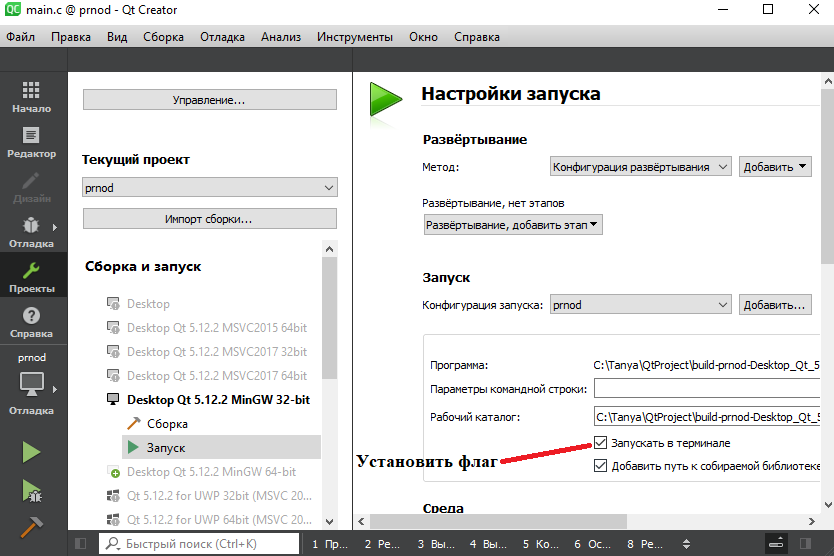 main.c @ prnod - Qt Creator
Файл Правка Вид Сборка Отладка Анализ Инструменты Окно Справка
Начало
Редактор
Дизайн
Отладка
Проекты
Справка
prnod
Отладка
Управление...
Текущий проект
prnod
Импорт сборки...
Сборка и запуск
Desktop
Desktop Qt 5.12.2 MSVC2015 64bit
Desktop Qt 5.12.2 MSVC2017 32bit
Desktop Qt 5.12.2 MSVC2017 64bit
Desktop Qt 5.12.2 MinGW 32-bit
Сборка
Запуск
Desktop Qt 5.12.2 MinGW 64-bit
Qt 5.12.2 for UWP 32bit (MSVC 20...
Qt 5.12.2 for UWP 64bit (MSVC 20...
Настройки запуска
Развёртывание
Метод: Конфигурация развёртывания Добавить
Развёртывание, нет этапов
Развёртывание, добавить этап
Запуск
Конфигурация запуска: prnod Добавить...
Программа: C:\Tanya\QtProject\build-prnod-Desktop_Qt_5
Параметры командной строки:
Рабочий каталог: C:\Tanya\QtProject\build-prnod-Desktop_Qt_5
Запускать в терминале
Установить флаг
Добавить путь к собираемой библиотеке
Среда
Быстрый поиск (Ctrl+K) 1 Пр... 2 Ре... 3 Вы... 4 Вы... 5 Ко... 6 Ос... 8 Ре...